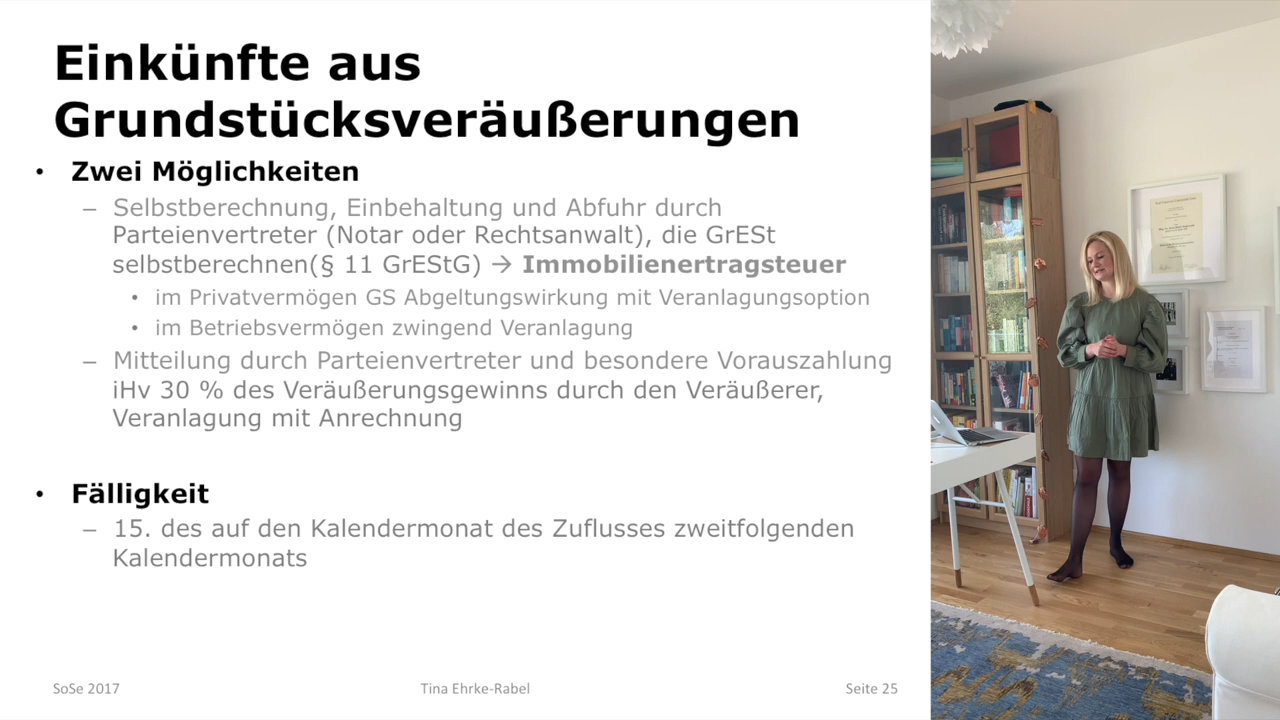 Einkünfte aus
Grundstücksveräußerungen
• Zwei Möglichkeiten
– Selbstberechnung, Einbehaltung und Abfuhr durch
Parteienvertreter (Notar oder Rechtsanwalt), die GrESt
selbstberechnen(§ 11 GrEStG) → Immobilienertragsteuer
• im Privatvermögen GS Abgeltungswirkung mit Veranlagungsoption
• im Betriebsvermögen zwingend Veranlagung
– Mitteilung durch Parteienvertreter und besondere Vorauszahlung
iHv 30 % des Veräußerungsgewinns durch den Veräußerer,
Veranlagung mit Anrechnung
• Fälligkeit
– 15. des auf den Kalendermonat des Zuflusses zweitfolgenden
Kalendermonats
SoSe 2017
Tina Ehrke-Rabel
Seite 25